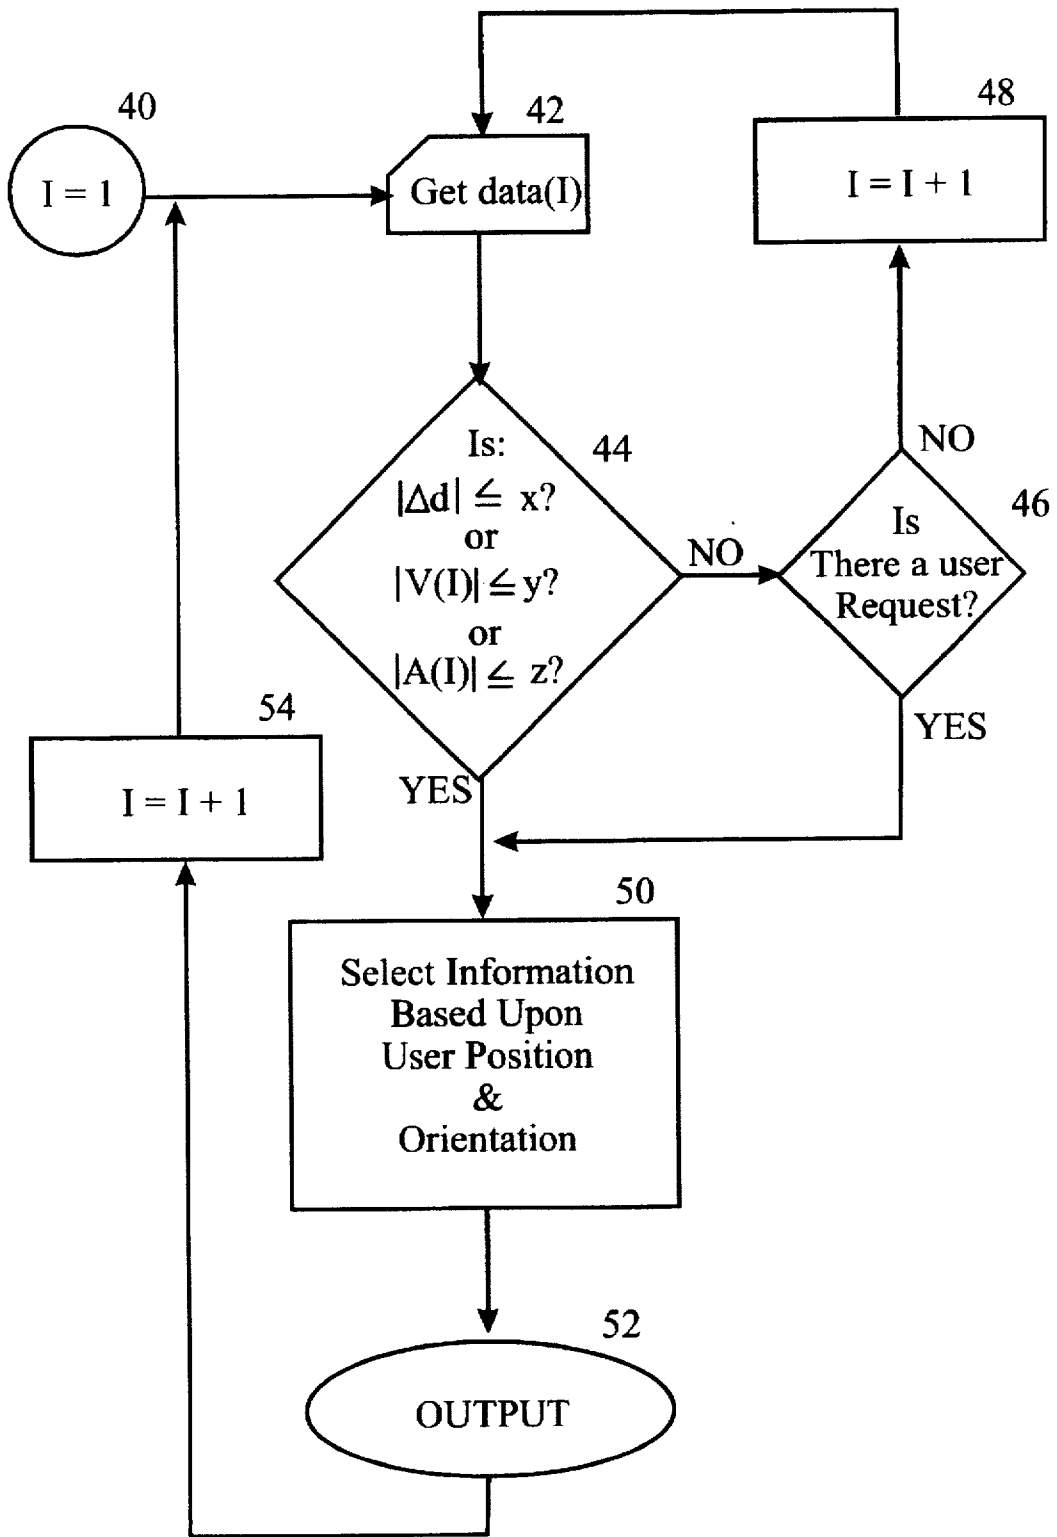 40
I = 1
42
Get data(I)
48
I = I + 1
44
Is:
|Δd| ≦ x?
or
|V(I)| ≦ y?
or
|A(I)| ≦ z?
NO
NO
46
Is
There a user
Request?
YES
YES
54
I = I + 1
50
Select Information
Based Upon
User Position
&
Orientation
52
OUTPUT